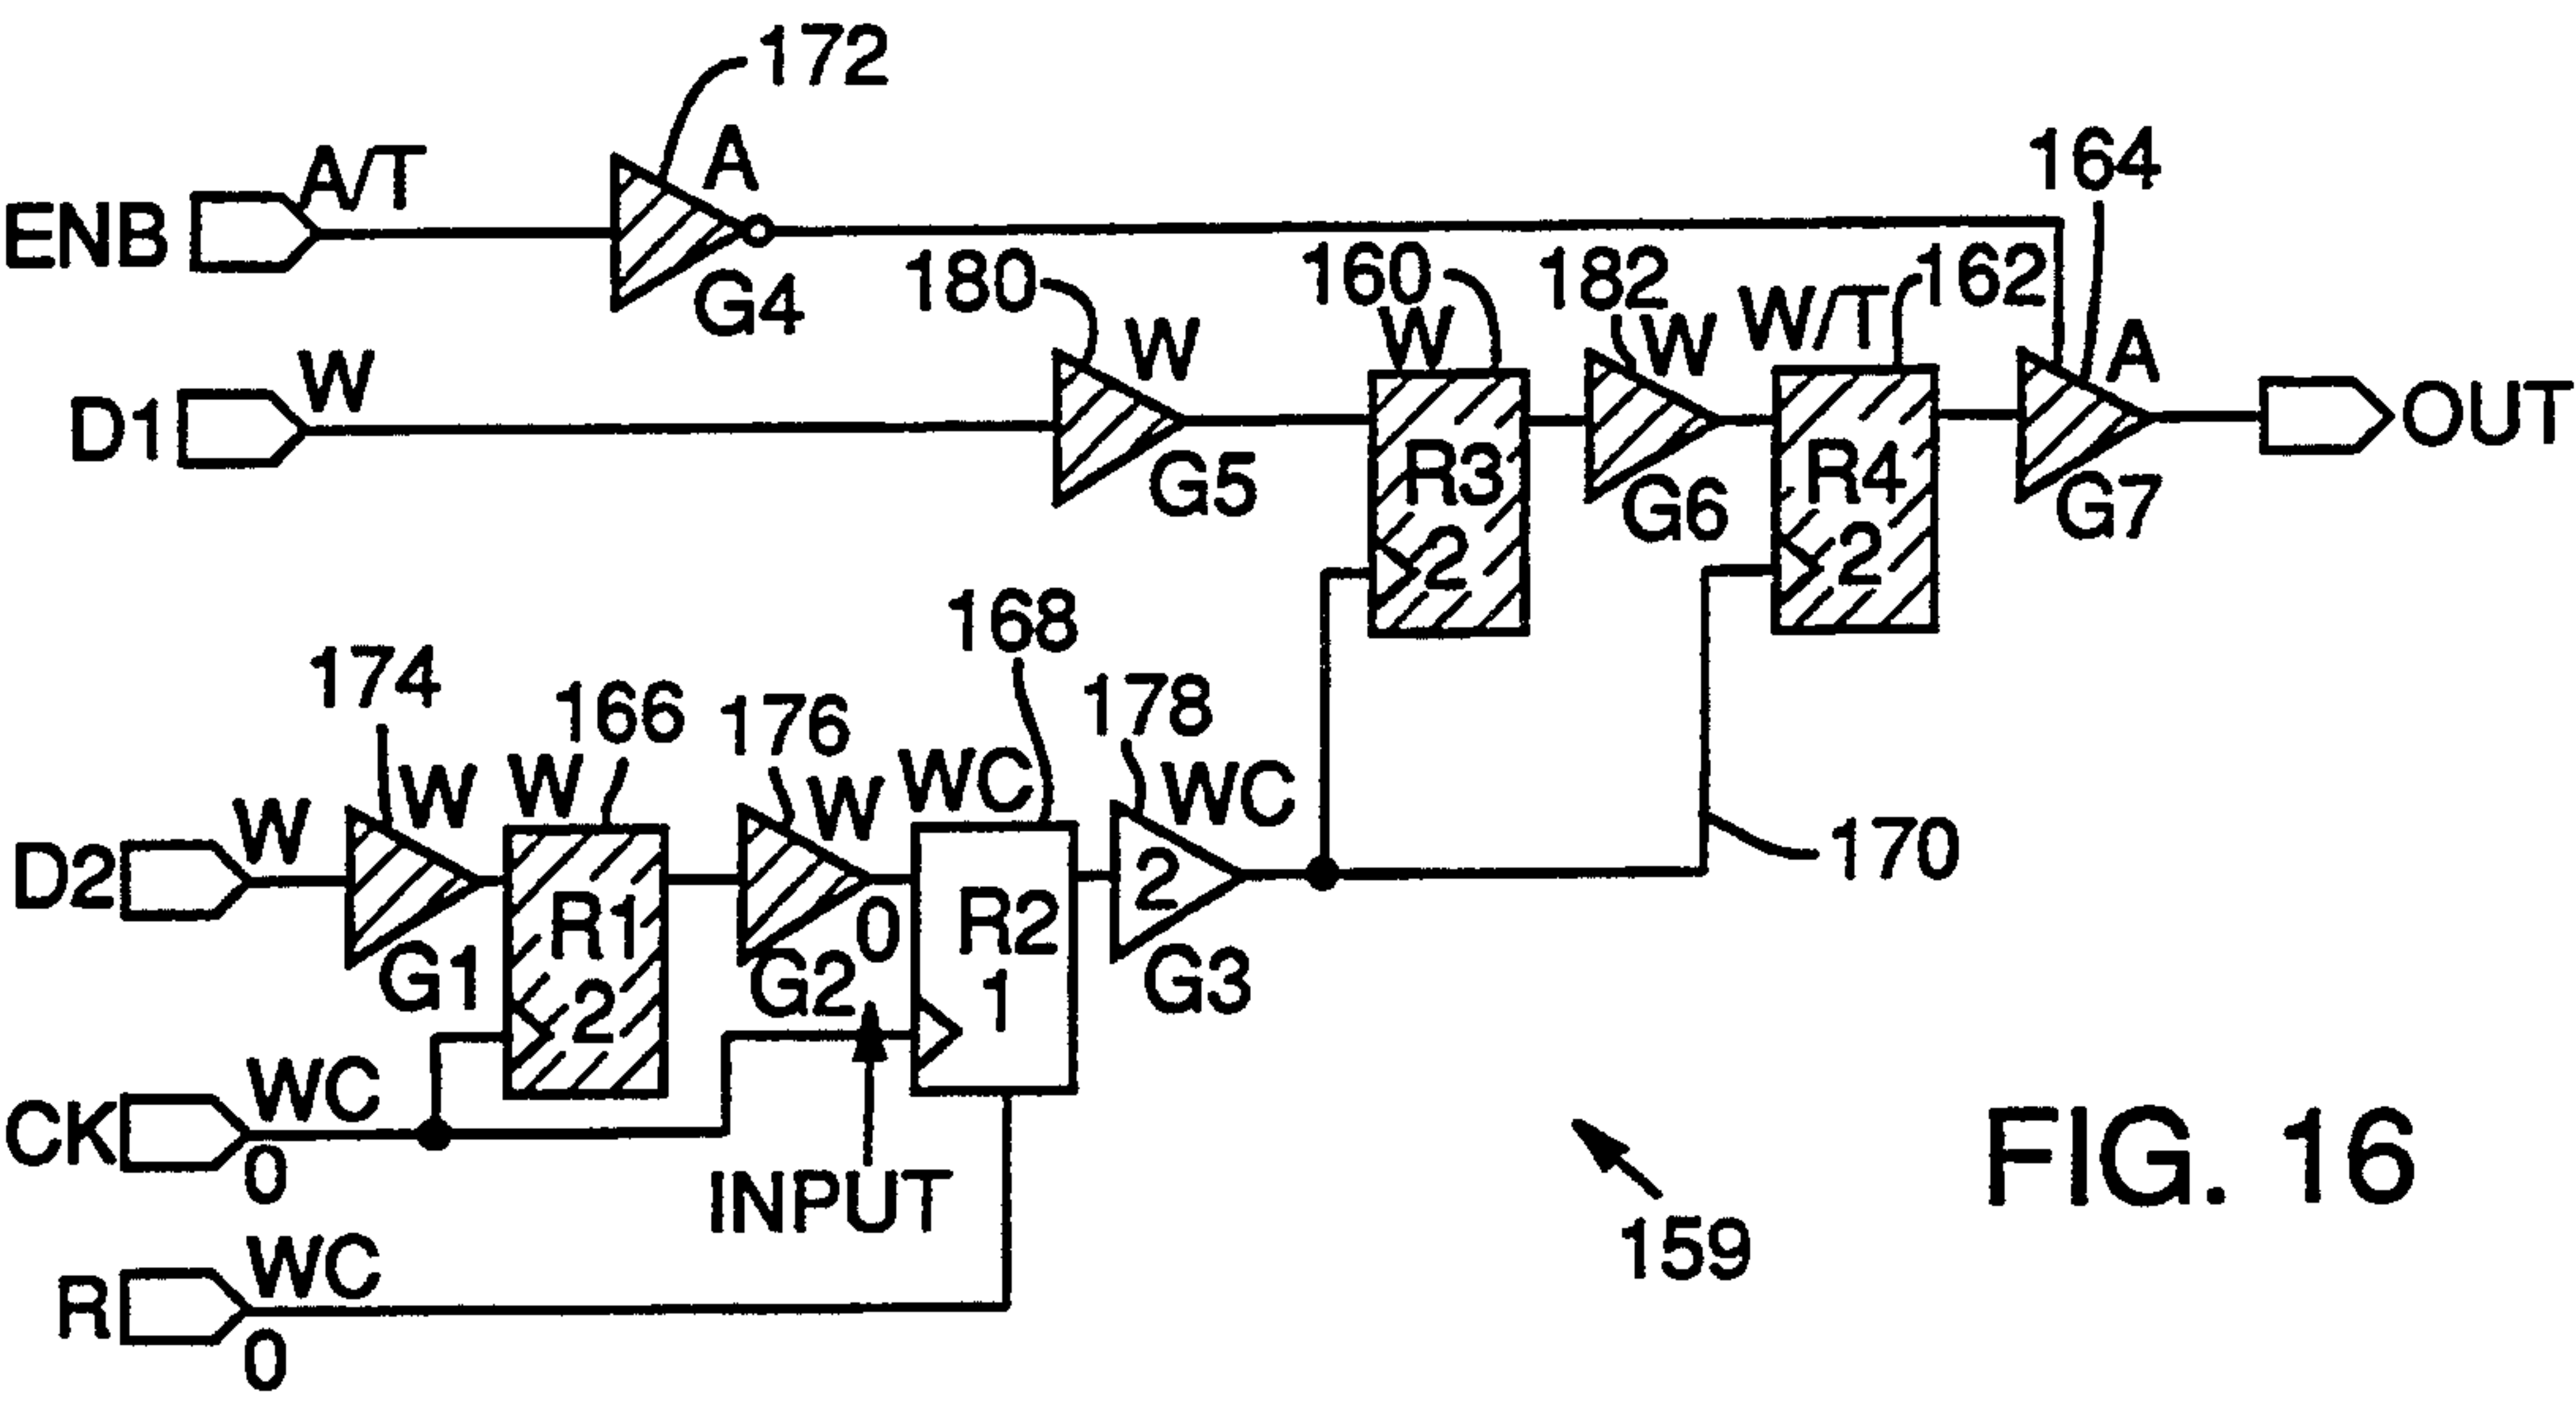 172
ENB A/T A G4
164
180 160 182 162
D1 W W G5 W R3 2 W G6 W/T R4 2 A G7 OUT
168
174 166 176 178
D2 W W G1 W R1 2 W G2 0 WC R2 1 WC 2 G3 170
CK WC 0
INPUT
R WC 0
159
FIG. 16